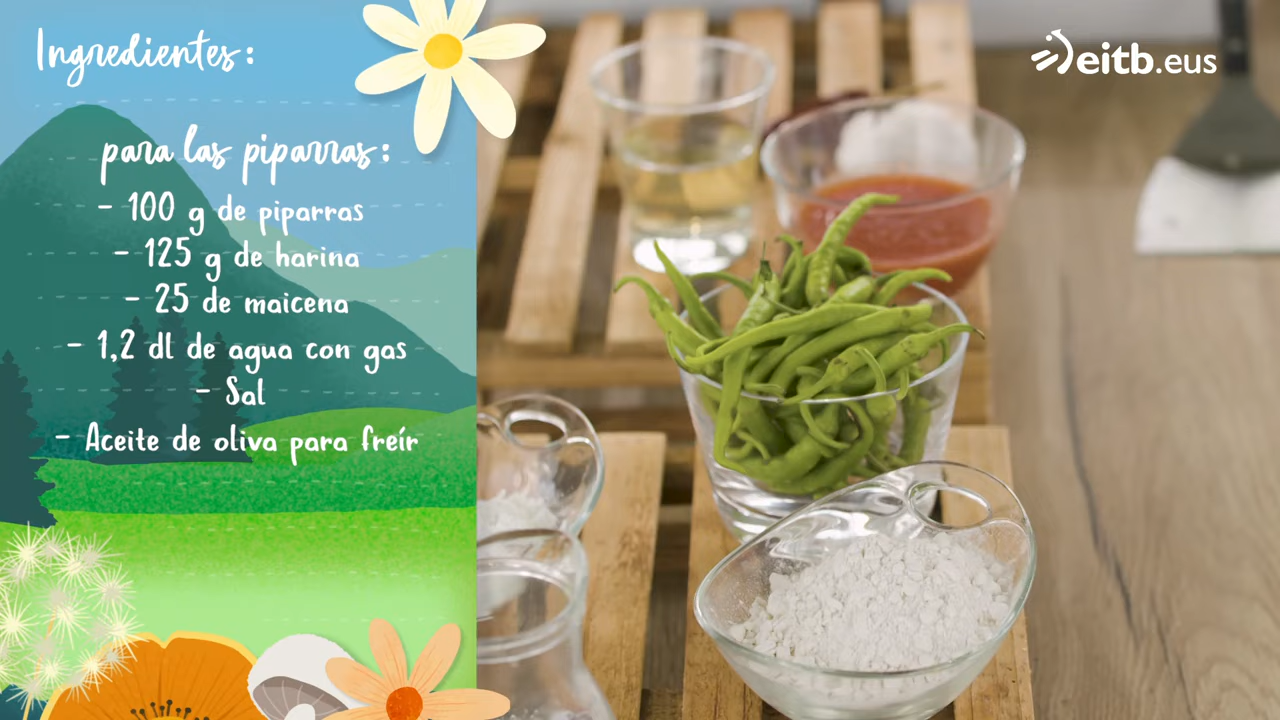 Ingredientes:
para las piparras:
- 100 g de piparras
- 125 g de harina
- 25 de maicena
- 1,2 dl de agua con gas
- Sal
- Aceite de oliva para freír
eitb.eus